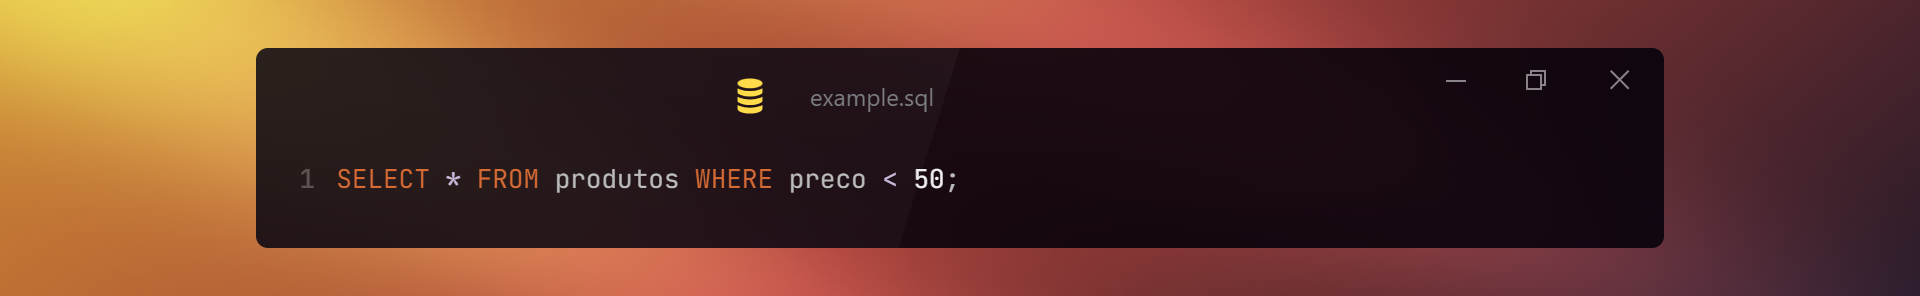 example.sql
1 SELECT * FROM produtos WHERE preco < 50;